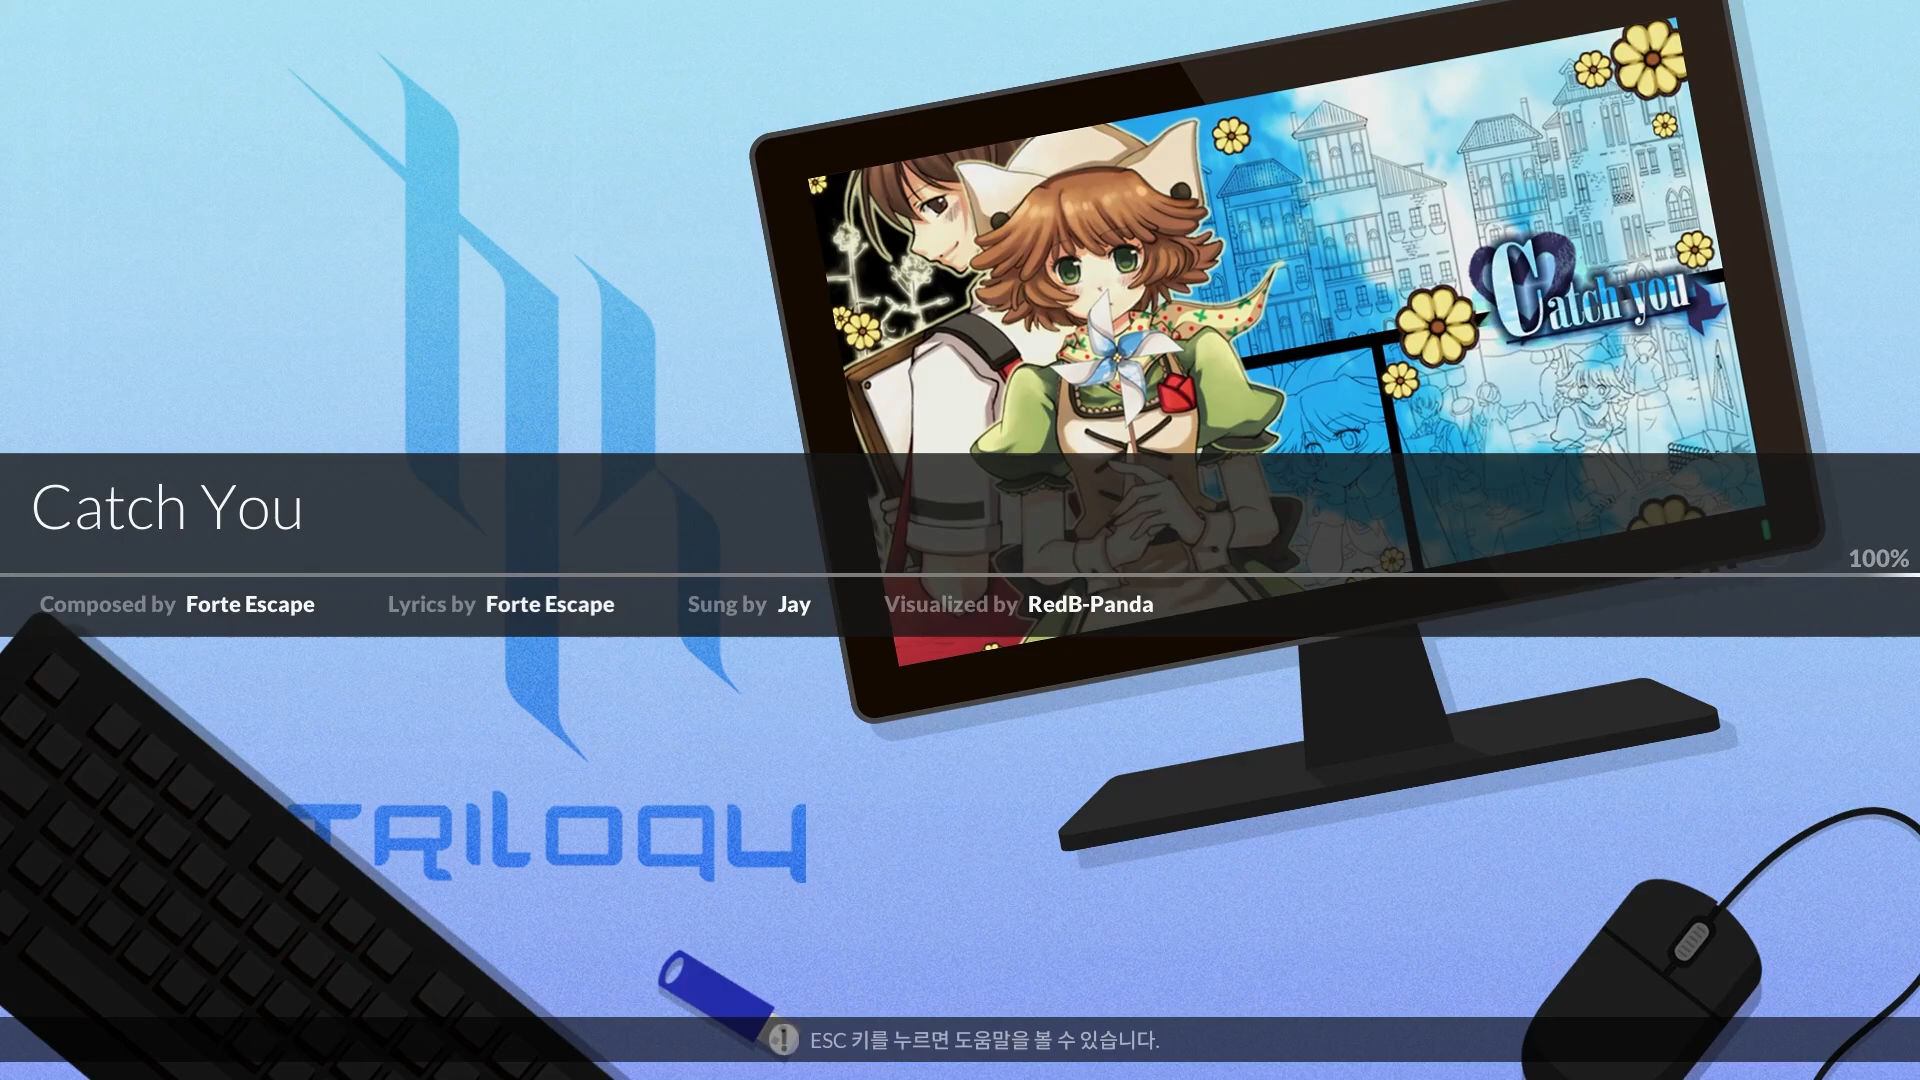 Catch you
Catch You
100%
Composed by Forte Escape Lyrics by Forte Escape Sung by Jay Visualized by RedB-Panda
TRILOGY
ESC 키를 누르면 도움말을 볼 수 있습니다.